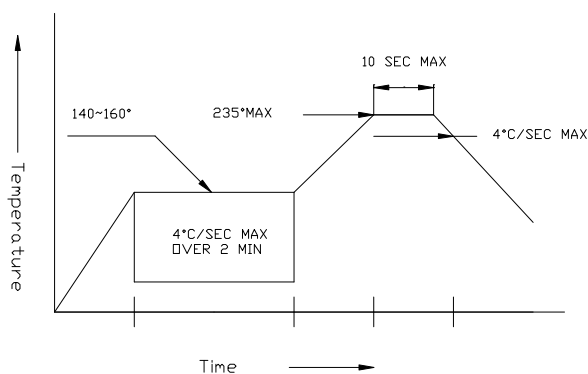 10 SEC MAX
140~160°
235°MAX
4°C/SEC MAX
Temperature
4°C/SEC MAX
OVER 2 MIN
Time